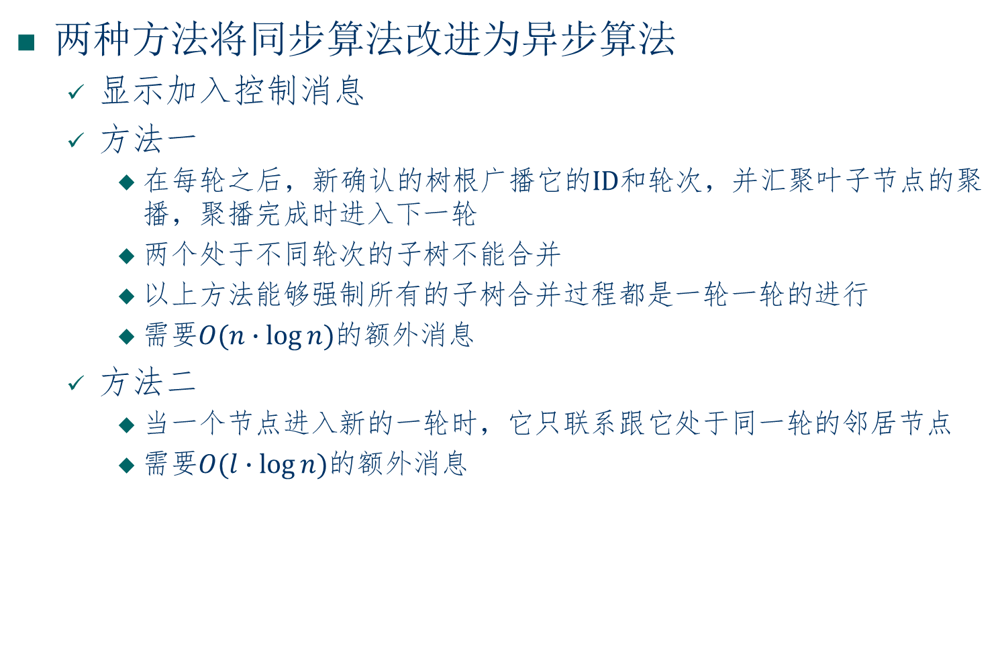 两种方法将同步算法改进为异步算法
显示加入控制消息
方法一
在每轮之后，新确认的树根广播它的ID和轮次，并汇聚叶子节点的聚
播，聚播完成时进入下一轮
两个处于不同轮次的子树不能合并
以上方法能够强制所有的子树合并过程都是一轮一轮的进行
需要O(n · log n)的额外消息
方法二
当一个节点进入新的一轮时，它只联系跟它处于同一轮的邻居节点
需要O(l · log n)的额外消息